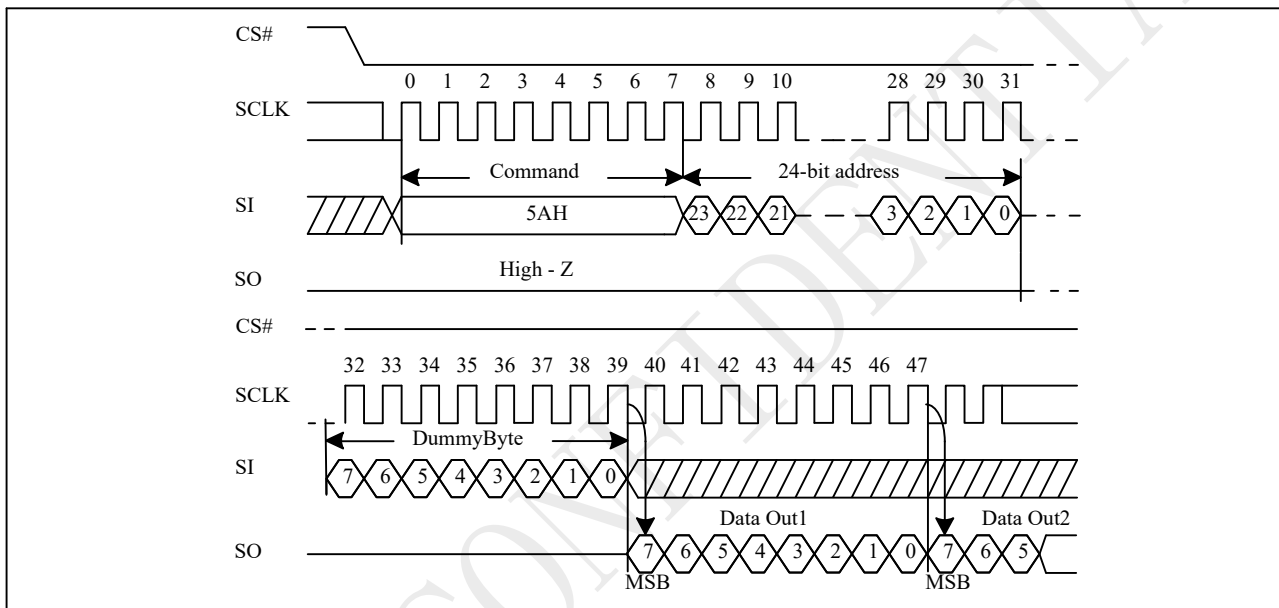 CS#
0 1 2 3 4 5 6 7 8 9 10 28 29 30 31
SCLK
Command 24-bit address
SI 5AH 23 22 21 3 2 1 0
High - Z
SO
CS#
32 33 34 35 36 37 38 39 40 41 42 43 44 45 46 47
SCLK
DummyByte
SI 7 6 5 4 3 2 1 0
Data Out1 Data Out2
SO 7 6 5 4 3 2 1 0 7 6 5
MSB MSB
CONFIDENTIA